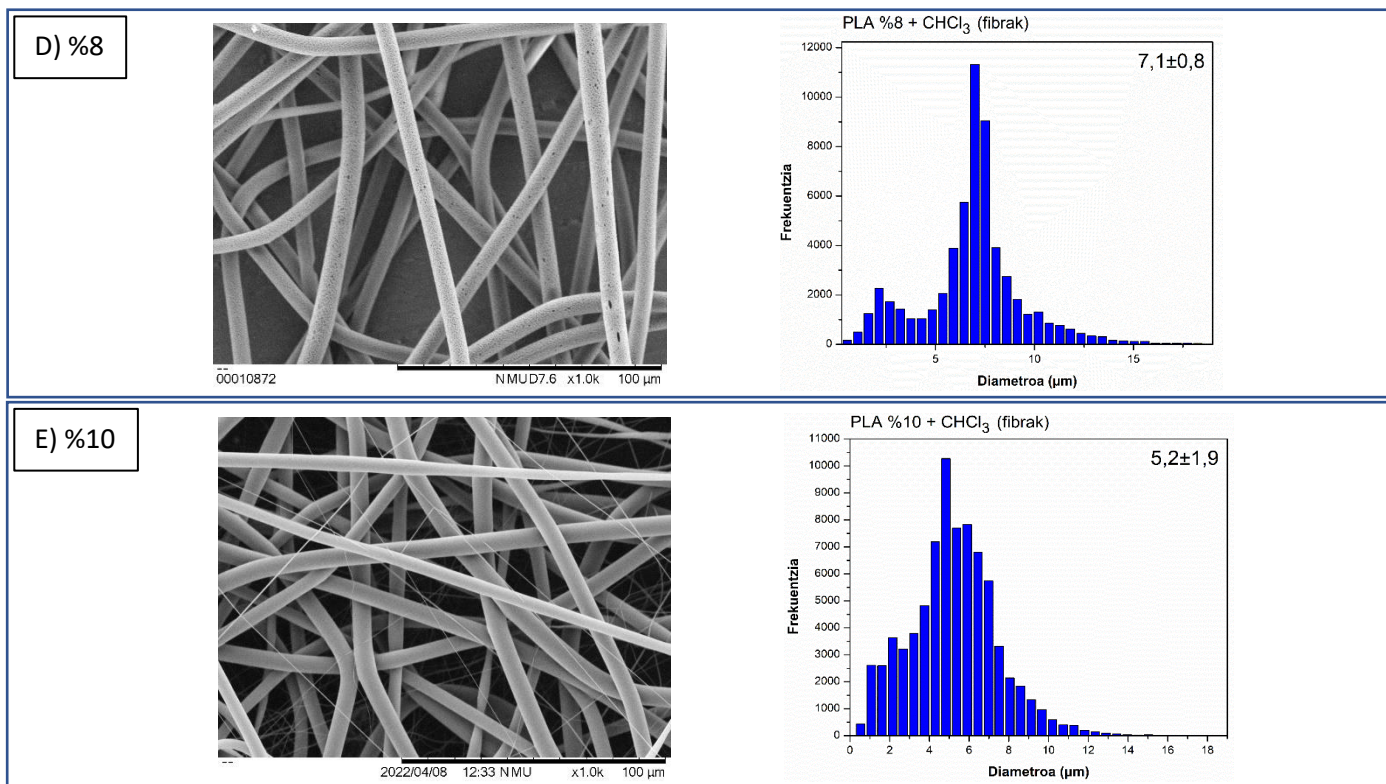 D) %8
00010872
NMUD7.6 x1.0k 100 µm
PLA %8 + CHCl₃ (fibrak)
7,1±0,8
12000
10000
8000
6000
4000
2000
0
Frekuentzia
5 10 15
Diametroa (µm)
E) %10
2022/04/08 12:33 NMU x1.0k 100 µm
PLA %10 + CHCl₃ (fibrak)
5,2±1,9
11000
10000
9000
8000
7000
6000
5000
4000
3000
2000
1000
0
Frekuentzia
0 2 4 6 8 10 12 14 16 18
Diametroa (µm)